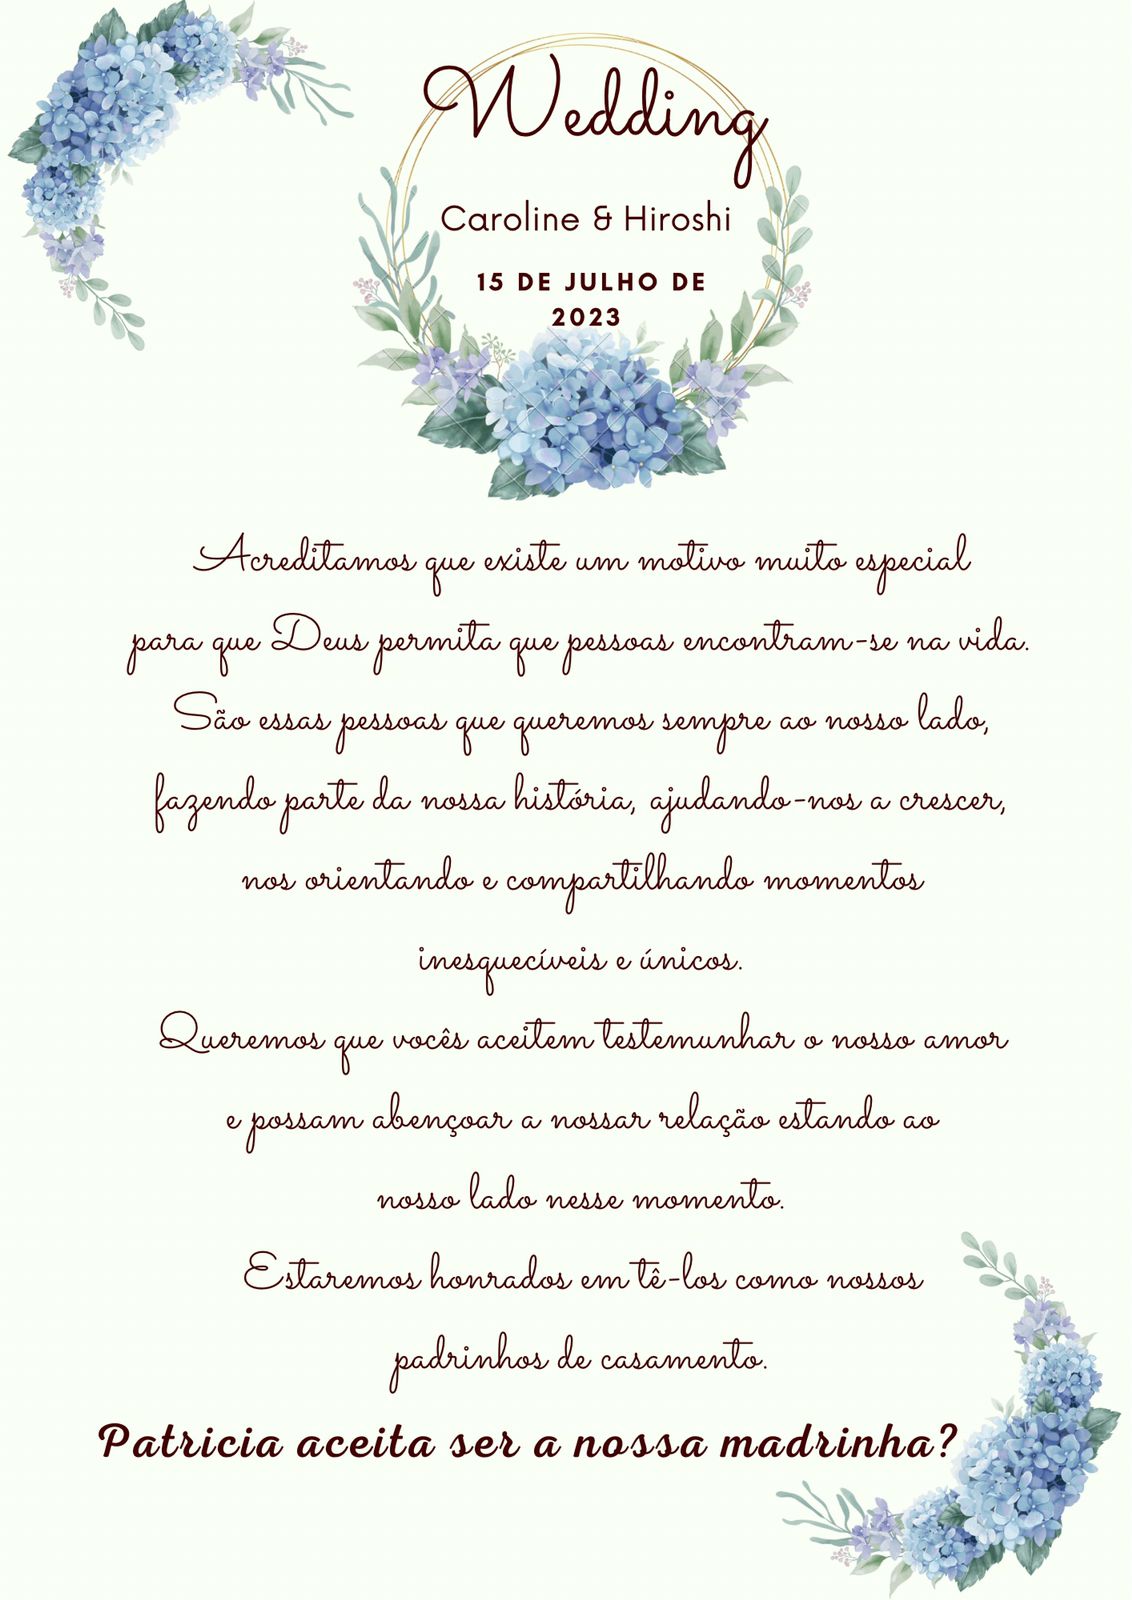 Wedding
Caroline & Hiroshi
15 DE JULHO DE
2023
Acreditamos que existe um motivo muito especial
para que Deus permita que pessoas encontram-se na vida.
São essas pessoas que queremos sempre ao nosso lado,
fazendo parte da nossa história, ajudando-nos a crescer,
nos orientando e compartilhando momentos
inesquecíveis e únicos.
Queremos que vocês aceitem testemunhar o nosso amor
e possam abençoar a nossar relação estando ao
nosso lado nesse momento.
Estaremos honrados em tê-los como nossos
padrinhos de casamento.
Patricia aceita ser a nossa madrinha?